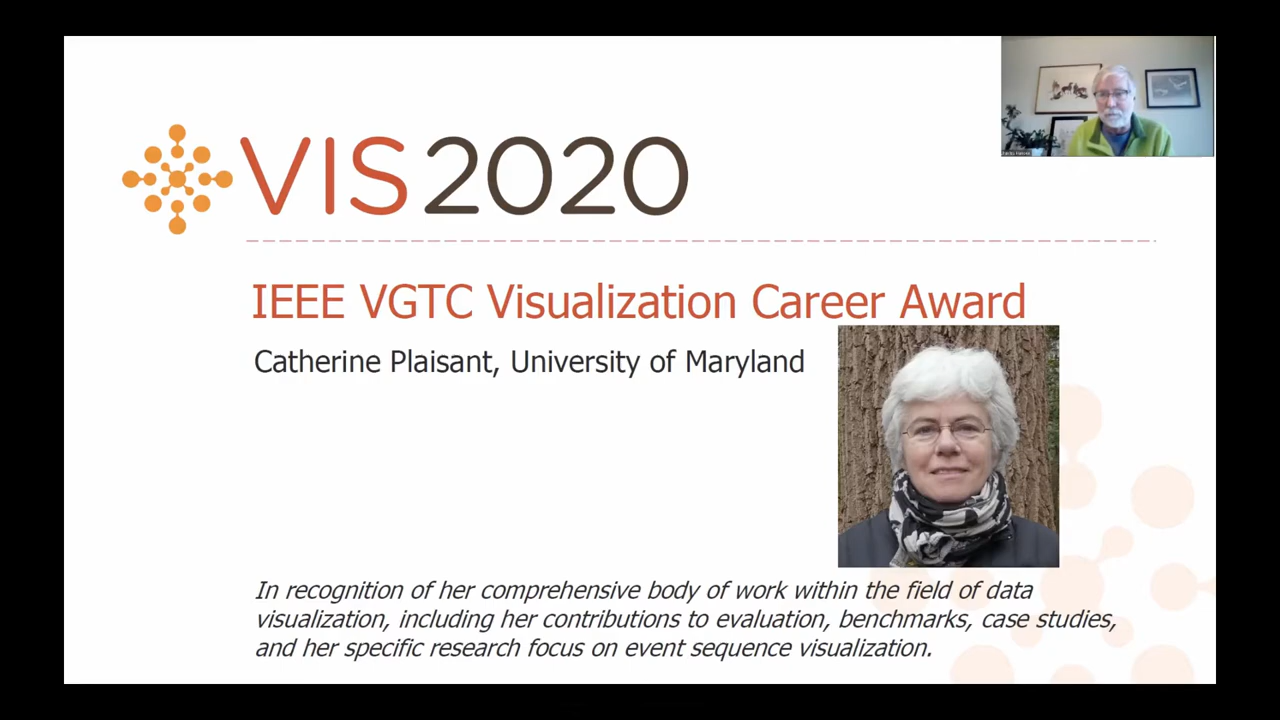 VIS2020
IEEE VGTC Visualization Career Award
Catherine Plaisant, University of Maryland
In recognition of her comprehensive body of work within the field of data
visualization, including her contributions to evaluation, benchmarks, case studies,
and her specific research focus on event sequence visualization.